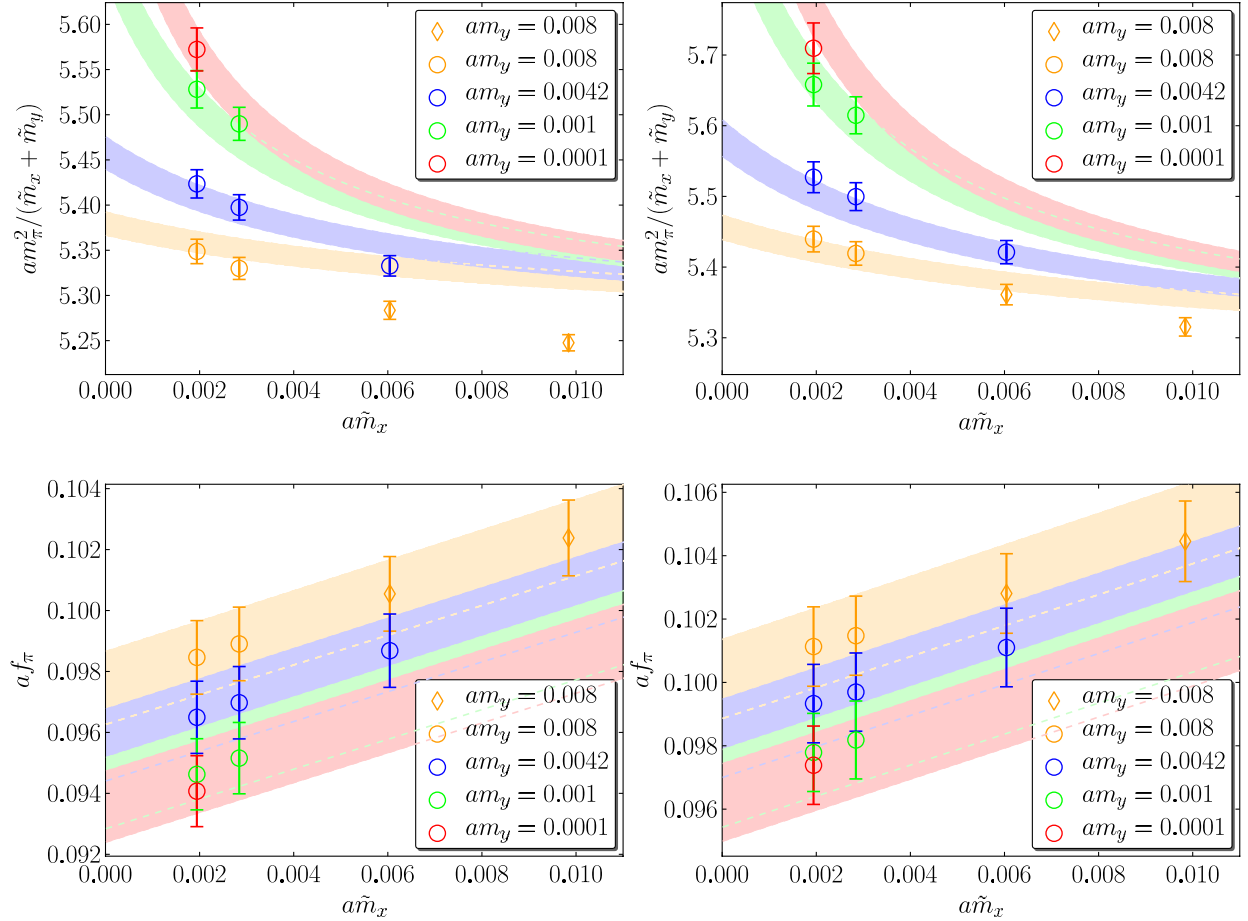 5.60
5.55
5.50
5.45
5.40
5.35
5.30
5.25
am_π^2/(m̃_x + m̃_y)
am_y = 0.008
am_y = 0.008
am_y = 0.0042
am_y = 0.001
am_y = 0.0001
0.000 0.002 0.004 0.006 0.008 0.010
am̃_x
5.7
5.6
5.5
5.4
5.3
am_π^2/(m̃_x + m̃_y)
am_y = 0.008
am_y = 0.008
am_y = 0.0042
am_y = 0.001
am_y = 0.0001
0.000 0.002 0.004 0.006 0.008 0.010
am̃_x
0.104
0.102
0.100
0.098
0.096
0.094
0.092
af_π
am_y = 0.008
am_y = 0.008
am_y = 0.0042
am_y = 0.001
am_y = 0.0001
0.000 0.002 0.004 0.006 0.008 0.010
am̃_x
0.106
0.104
0.102
0.100
0.098
0.096
af_π
am_y = 0.008
am_y = 0.008
am_y = 0.0042
am_y = 0.001
am_y = 0.0001
0.000 0.002 0.004 0.006 0.008 0.010
am̃_x